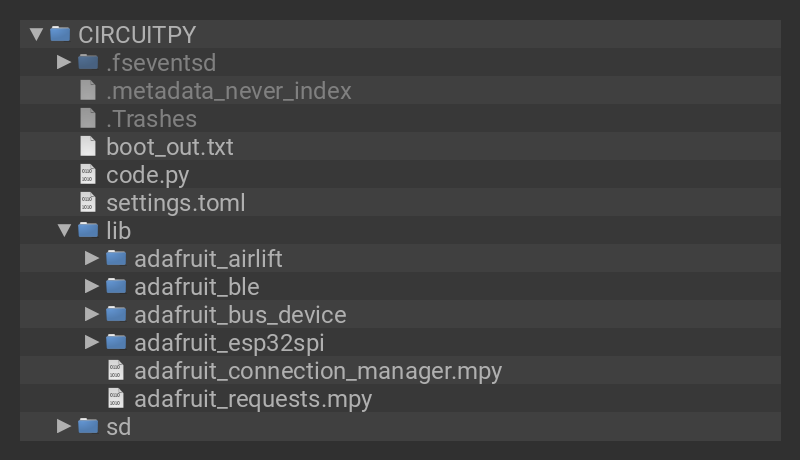 CIRCUITPY
.fseventsd
.metadata_never_index
.Trashes
boot_out.txt
code.py
settings.toml
lib
adafruit_airlift
adafruit_ble
adafruit_bus_device
adafruit_esp32spi
adafruit_connection_manager.mpy
adafruit_requests.mpy
sd